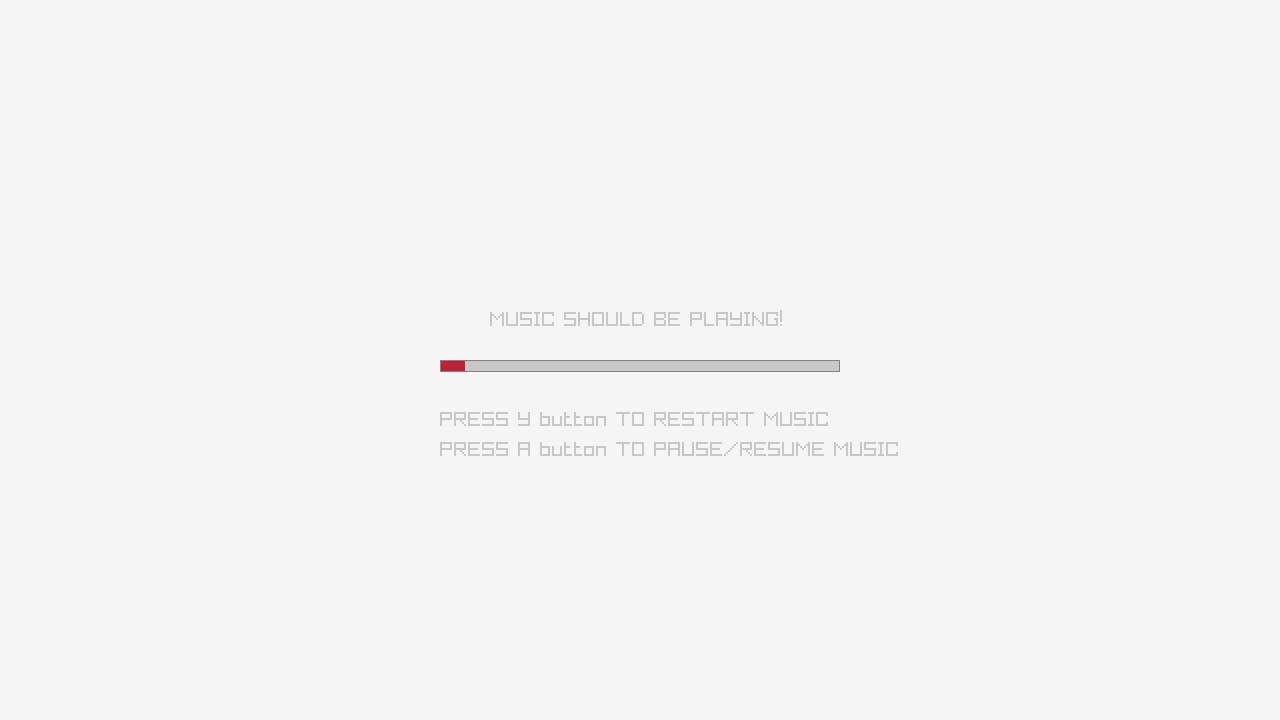 MUSIC SHOULD BE PLAYING!
PRESS Y button TO RESTART MUSIC
PRESS A button TO PAUSE/RESUME MUSIC